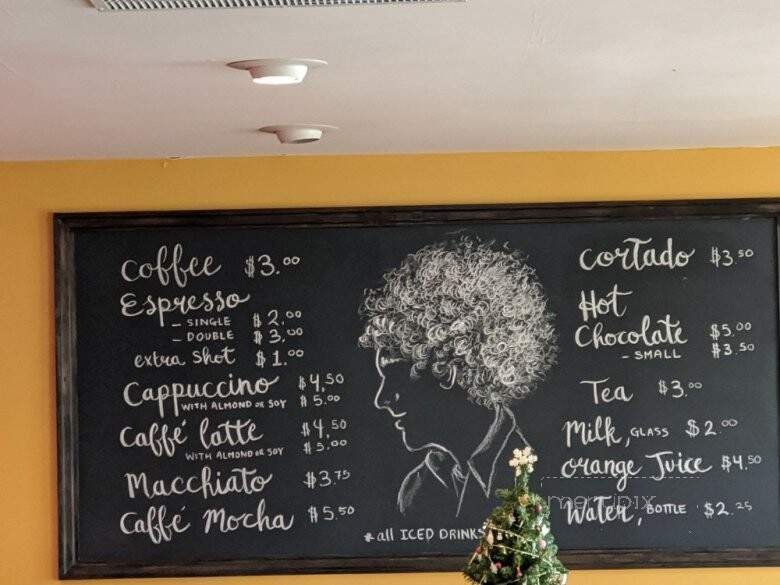 Coffee $3.00
Espresso
- SINGLE $2.00
- DOUBLE $3.00
extra shot $1.00
Cappuccino $4.50
WITH ALMOND OR SOY $5.00
Caffé latte $4.50
WITH ALMOND OR SOY $5.00
Macchiato $3.75
Caffé Mocha $5.50
*all ICED DRINKS
Cortado $3.50
Hot
Chocolate $5.00
- SMALL $3.50
Tea $3.00
Milk, GLASS $2.00
Orange Juice $4.50
Water, BOTTLE $2.25
menupix